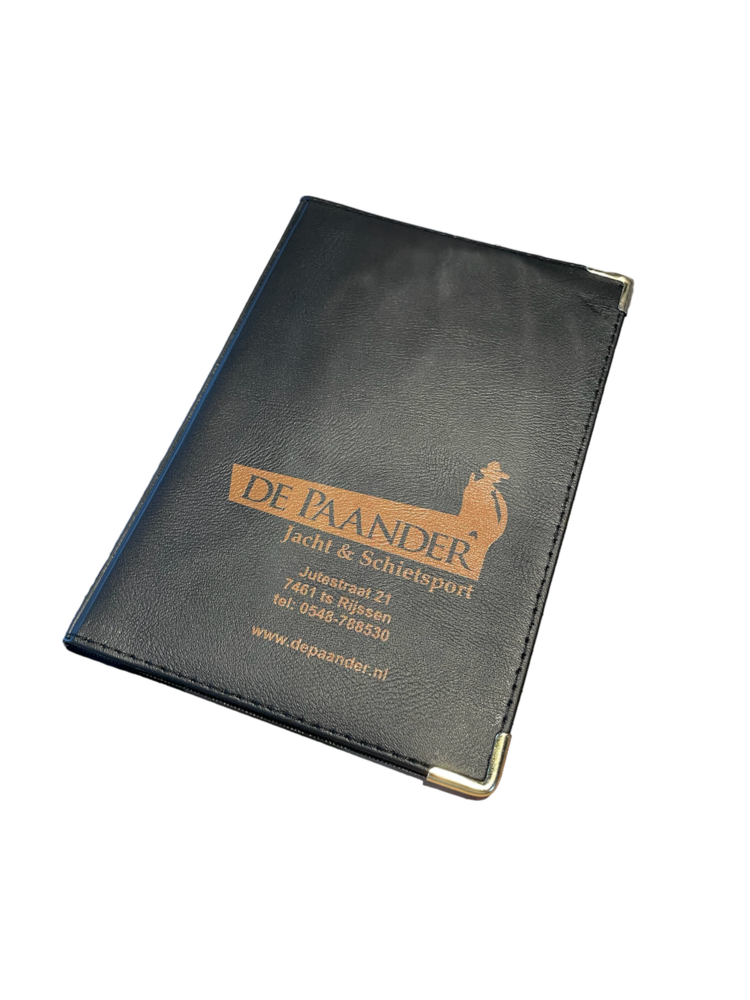 DE PAANDER
Jacht & Schietsport
Jutestraat 21
7461 ts Rijssen
tel: 0548-788530
www.depaander.nl